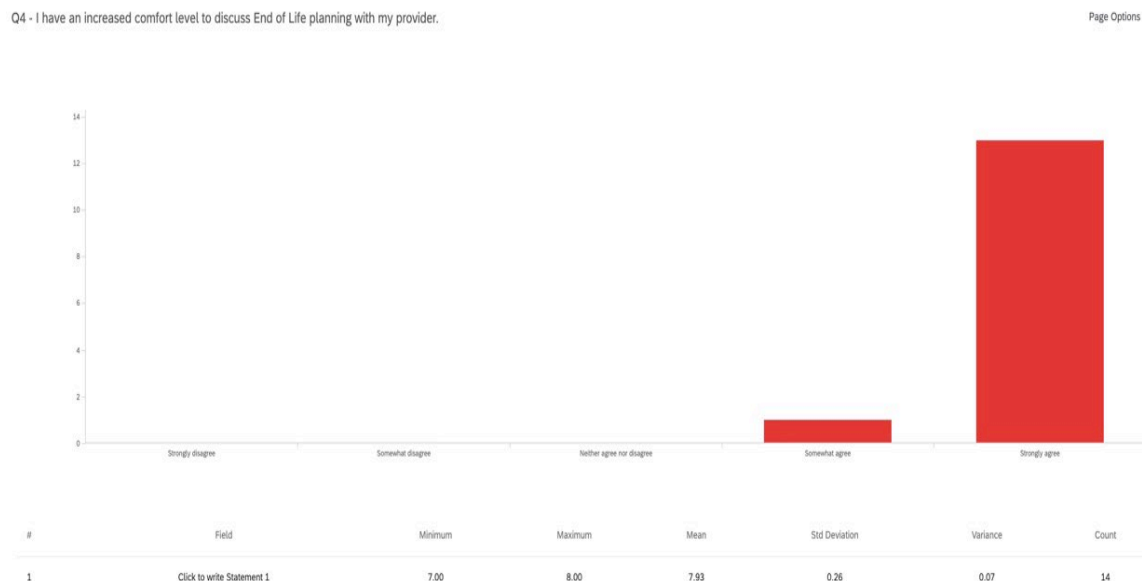 Q4 - I have an increased comfort level to discuss End of Life planning with my provider.
Page Options
14
12
10
8
6
4
2
0
Strongly disagree Somewhat disagree Neither agree nor disagree Somewhat agree Strongly agree
# Field Minimum Maximum Mean Std Deviation Variance Count
1 Click to write Statement 1 7.00 8.00 7.93 0.26 0.07 14